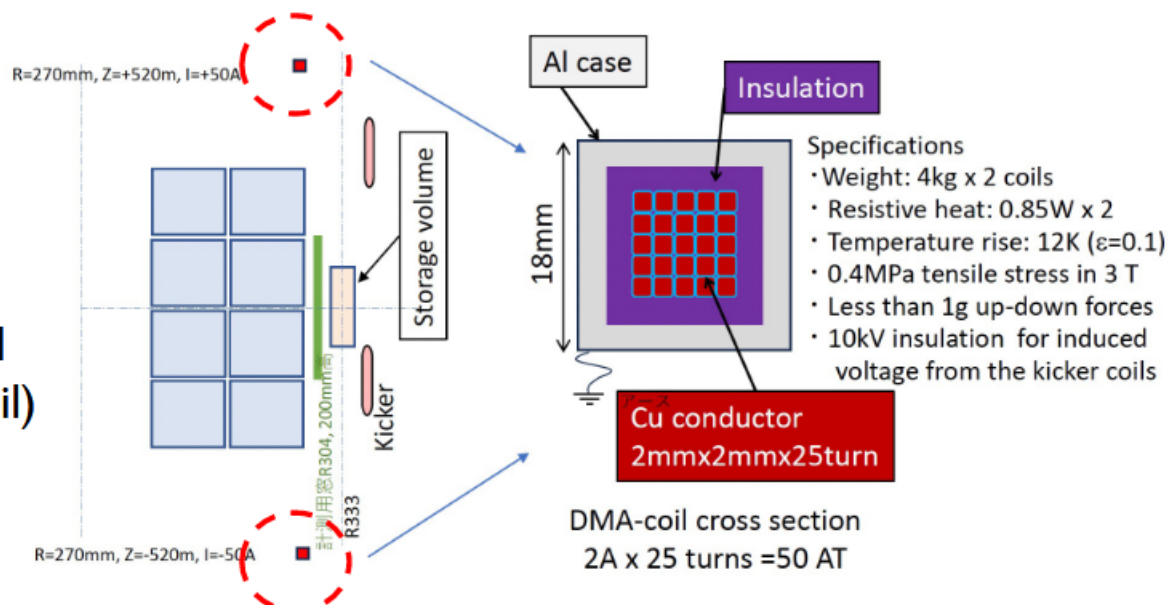 R=270mm, Z=+520m, I=+50A
Storage volume
Kicker
計測用窓R304, 200mm高
R333
il)
R=270mm, Z=-520m, I=-50A
Al case
Insulation
18mm
アース
Cu conductor
2mmx2mmx25turn
DMA-coil cross section
2A x 25 turns =50 AT
Specifications
・Weight: 4kg x 2 coils
・Resistive heat: 0.85W x 2
・Temperature rise: 12K (ε=0.1)
・0.4MPa tensile stress in 3 T
・Less than 1g up-down forces
・10kV insulation for induced
voltage from the kicker coils